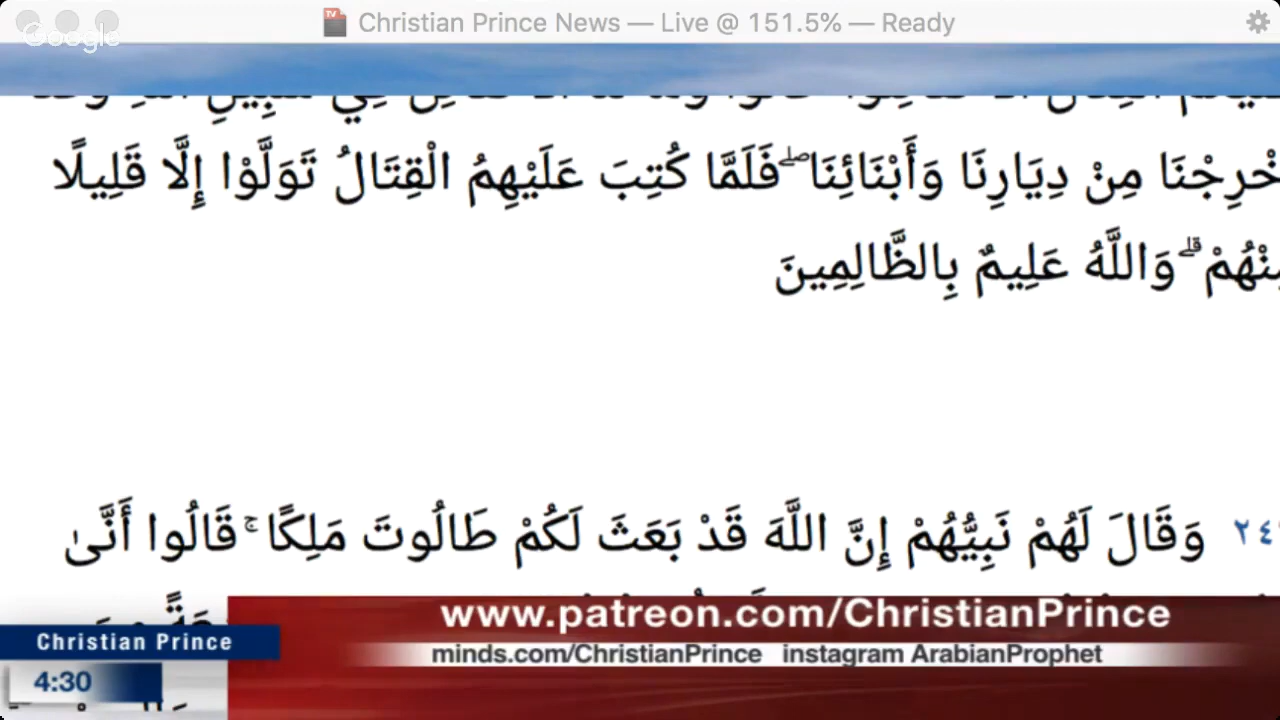 Christian Prince News — Live @ 151.5% — Ready
Google
خْرِجْنَا مِنْ دِيَارِنَا وَأَبْنَائِنَا ۖ فَلَمَّا كُتِبَ عَلَيْهِمُ الْقِتَالُ تَوَلَّوْا إِلَّا قَلِيلًا
مِنْهُمْ ۗ وَاللَّهُ عَلِيمٌ بِالظَّالِمِينَ
وَقَالَ لَهُمْ نَبِيُّهُمْ إِنَّ اللَّهَ قَدْ بَعَثَ لَكُمْ طَالُوتَ مَلِكًا ۚ قَالُوا أَنَّىٰ
www.patreon.com/ChristianPrince
Christian Prince
minds.com/ChristianPrince instagram ArabianProphet
4:30